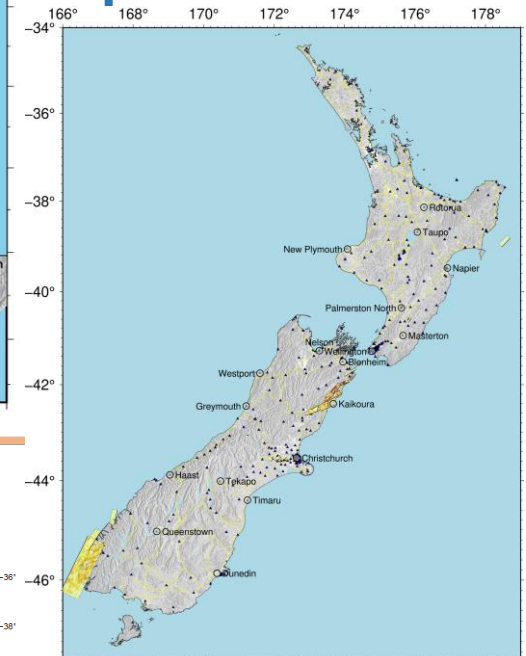 166° 168° 170° 172° 174° 176° 178°
−34°
−36°
−38°
Rotorua
Taupo
New Plymouth
Napier
−40°
Palmerston North
Masterton
Nelson
Wellington
Blenheim
−42°
Westport
Kaikoura
Greymouth
Christchurch
−44°
Haast
Tekapo
Timaru
Queenstown
−36°
Dunedin
−46°
−38°